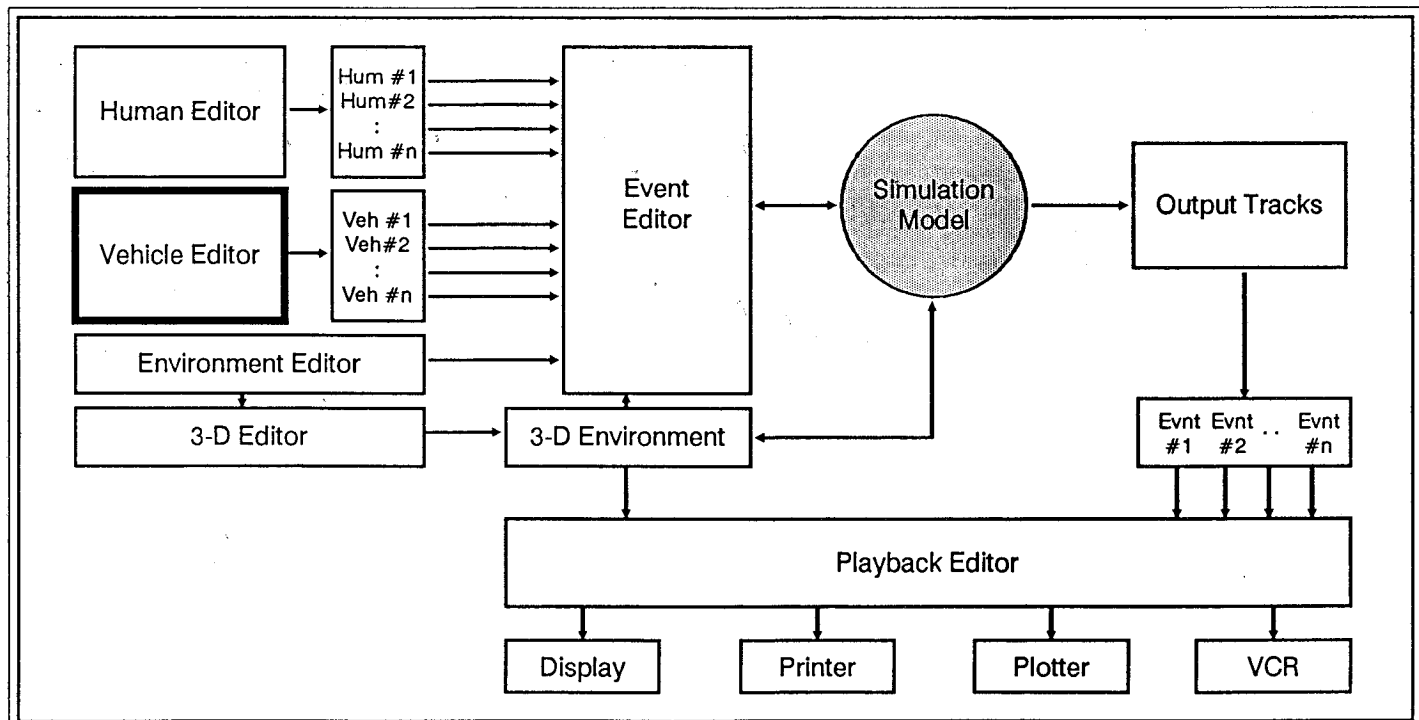 Human Editor
Hum #1
Hum#2
:
Hum #n
Vehicle Editor
Veh #1
Veh#2
:
Veh #n
Environment Editor
3-D Editor
Event
Editor
3-D Environment
Simulation
Model
Output Tracks
Evnt Evnt .. Evnt
#1 #2 #n
Playback Editor
Display
Printer
Plotter
VCR